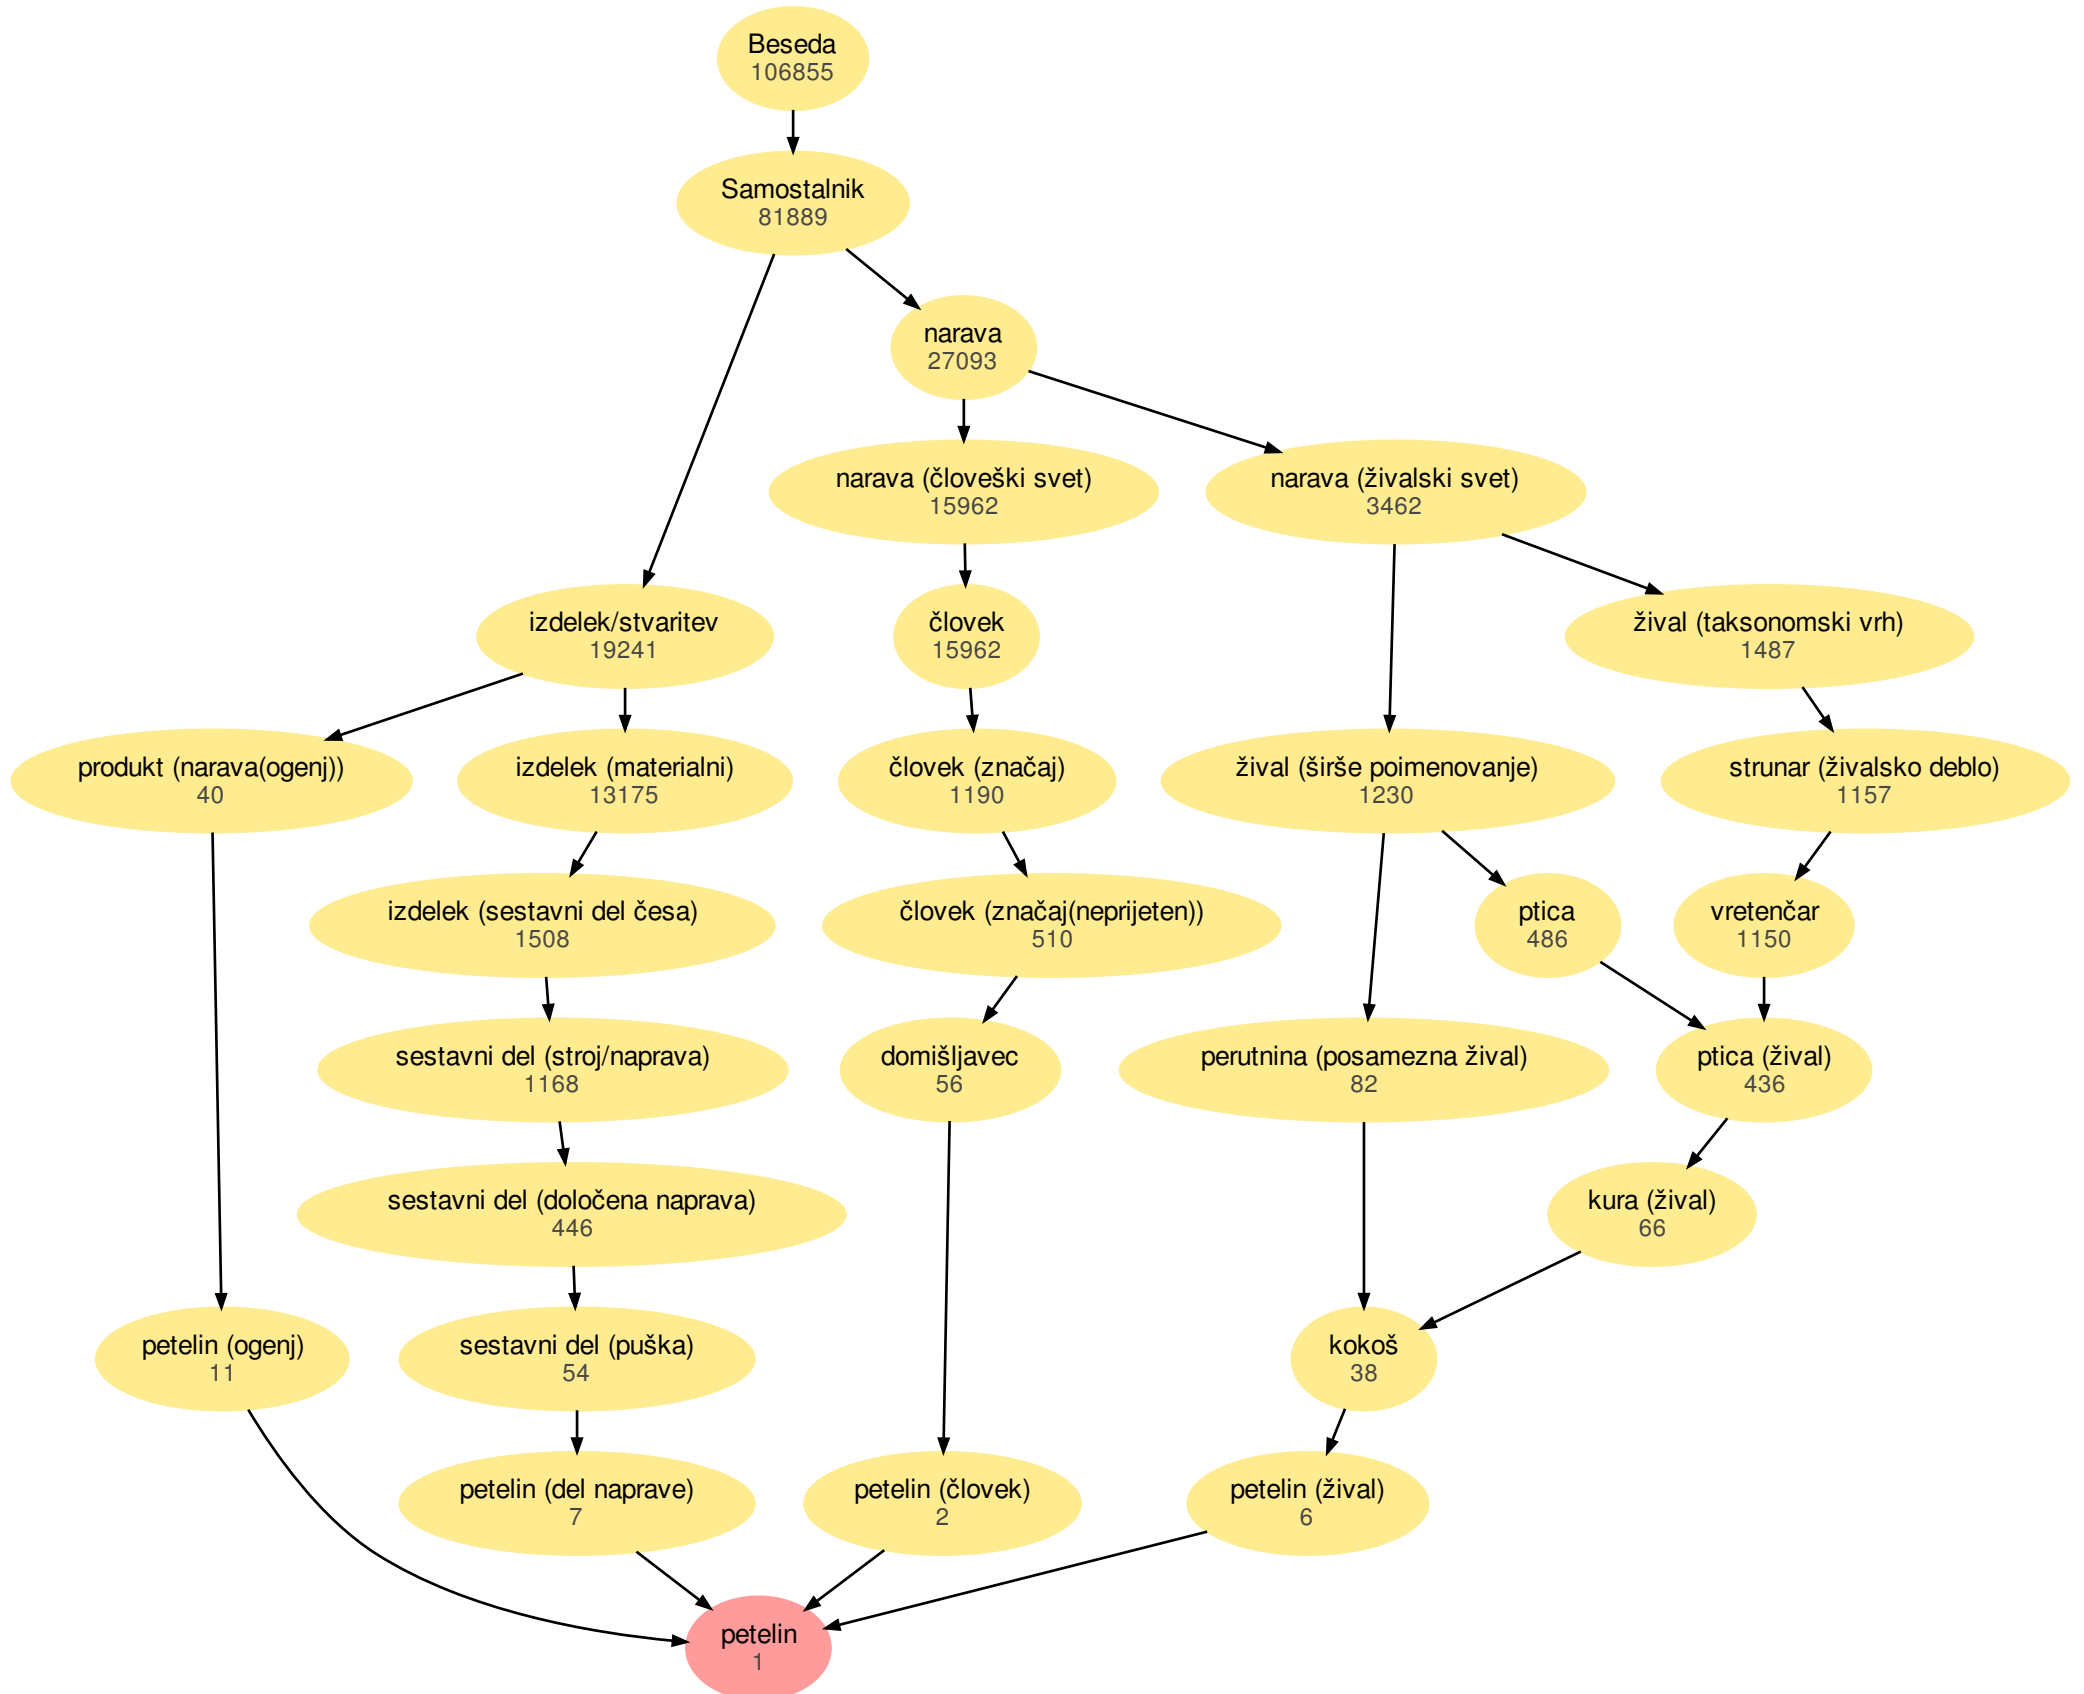 Beseda
106855
Samostalnik
81889
narava
27093
narava (človeški svet)
15962
narava (živalski svet)
3462
izdelek/stvaritev
19241
človek
15962
žival (taksonomski vrh)
1487
produkt (narava(ogenj))
40
izdelek (materialni)
13175
človek (značaj)
1190
žival (širše poimenovanje)
1230
strunar (živalsko deblo)
1157
izdelek (sestavni del česa)
1508
človek (značaj(neprijeten))
510
ptica
486
vretenčar
1150
sestavni del (stroj/naprava)
1168
domišljavec
56
perutnina (posamezna žival)
82
ptica (žival)
436
sestavni del (določena naprava)
446
kura (žival)
66
petelin (ogenj)
11
sestavni del (puška)
54
kokoš
38
petelin (del naprave)
7
petelin (človek)
2
petelin (žival)
6
petelin
1